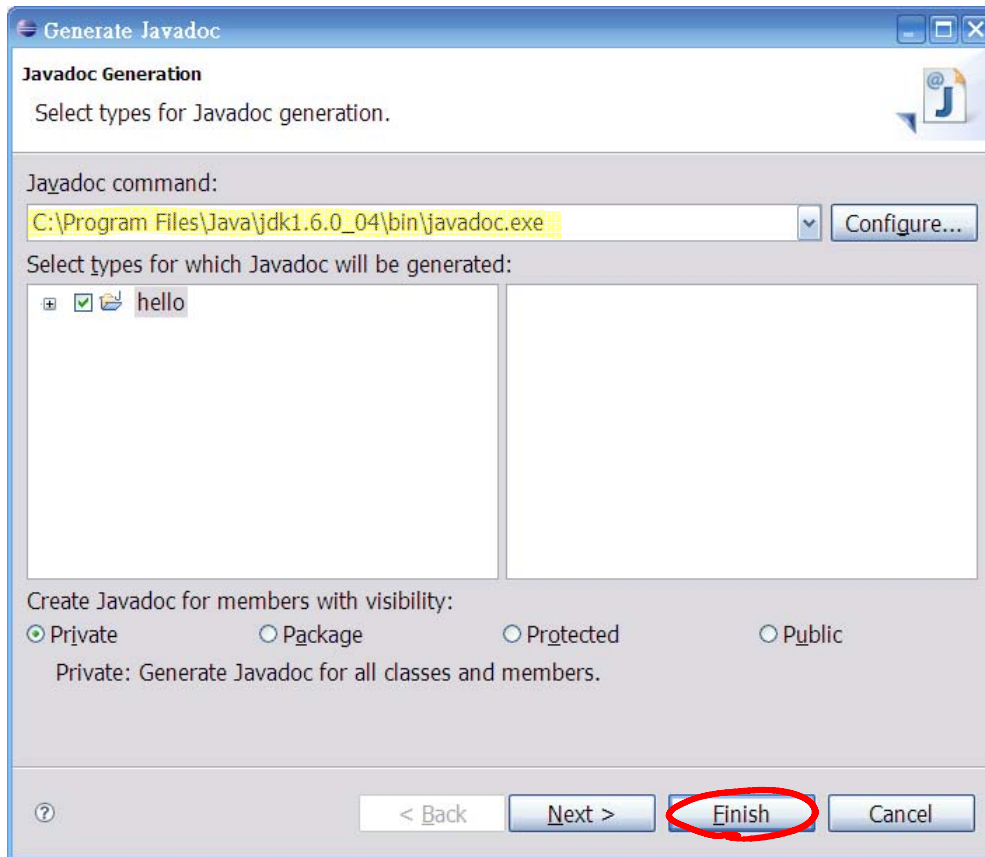 Generate Javadoc
Javadoc Generation
Select types for Javadoc generation.
@J
Javadoc command:
C:\Program Files\Java\jdk1.6.0_04\bin\javadoc.exe
Configure...
Select types for which Javadoc will be generated:
hello
Create Javadoc for members with visibility:
Private Package Protected Public
Private: Generate Javadoc for all classes and members.
? < Back Next > Finish Cancel